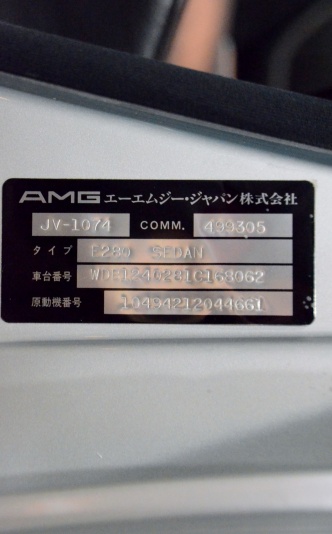 AMG エーエムジー・ジャパン株式会社
JV-1074 COMM. 499305
タイプ E280 SEDAN
車台番号 WDB1240281C168062
原動機番号 10494212044661